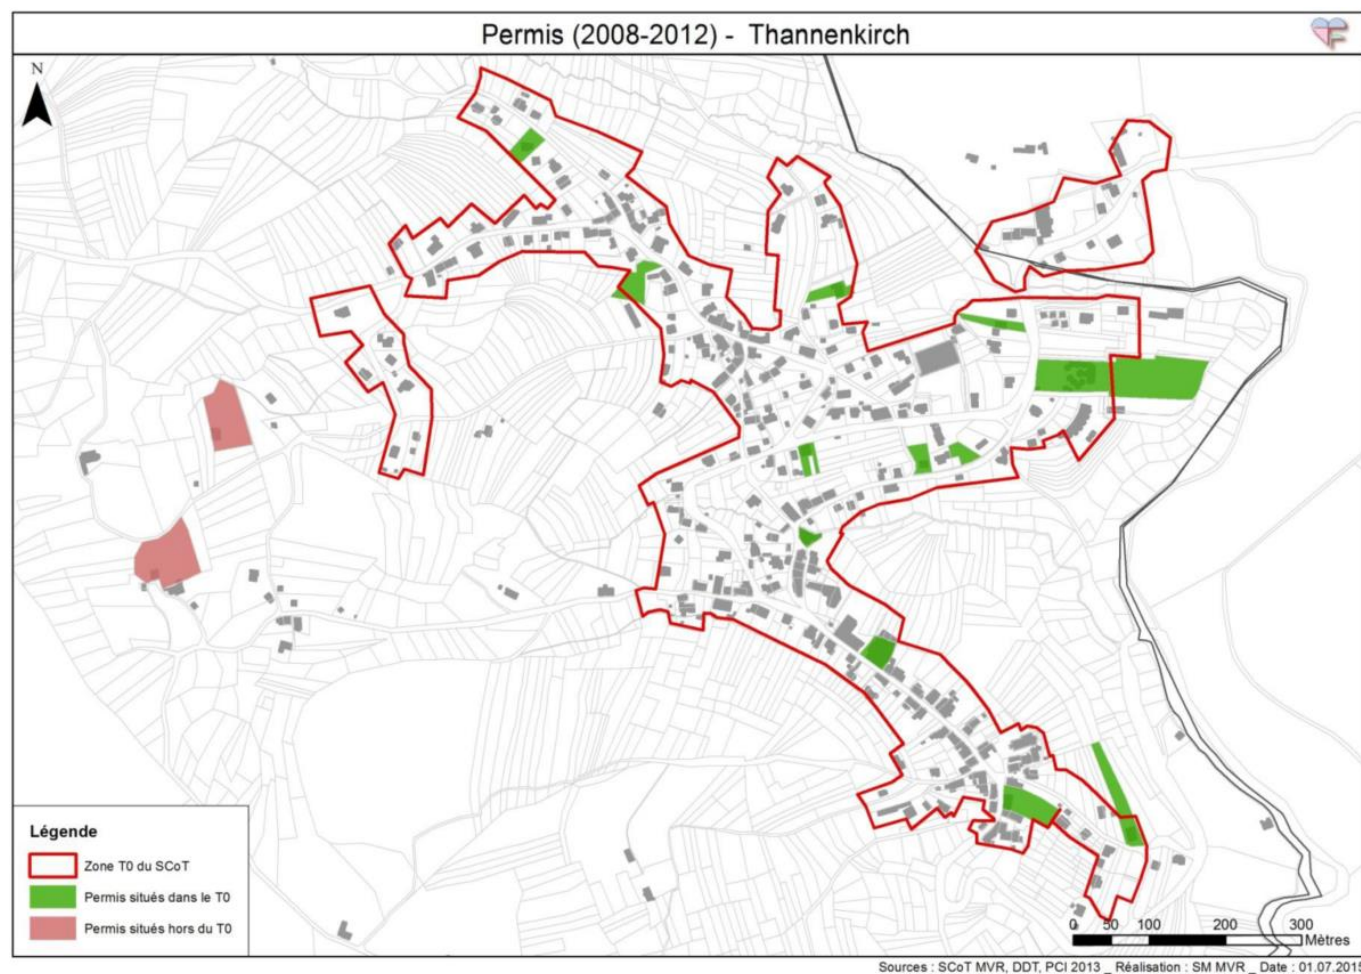 Permis (2008-2012) - Thannenkirch
N
Légende
Zone T0 du SCoT
Permis situés dans le T0
Permis situés hors du T0
0 50 100 200 300
Mètres
Sources : SCoT MVR, DDT, PCI 2013 _ Réalisation : SM MVR _ Date : 01.07.2015